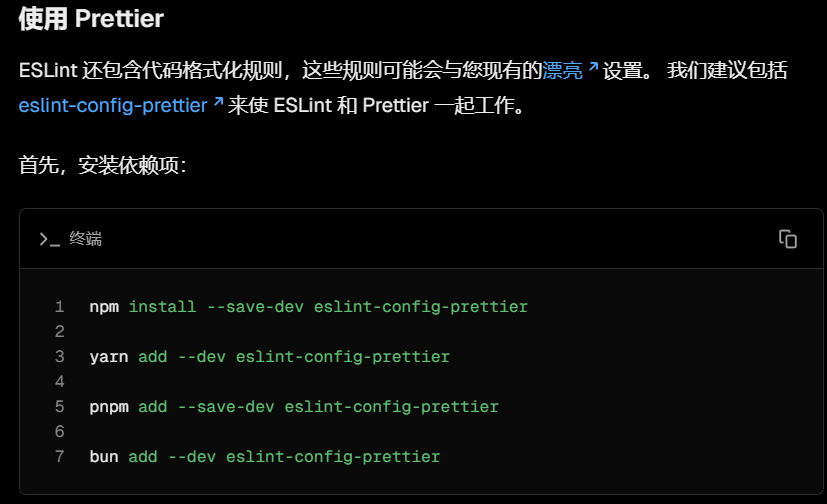 使用 Prettier
ESLint 还包含代码格式化规则，这些规则可能会与您现有的漂亮设置。 我们建议包括
eslint-config-prettier 来使 ESLint 和 Prettier 一起工作。
首先，安装依赖项：
>_ 终端
1 npm install --save-dev eslint-config-prettier
2
3 yarn add --dev eslint-config-prettier
4
5 pnpm add --save-dev eslint-config-prettier
6
7 bun add --dev eslint-config-prettier